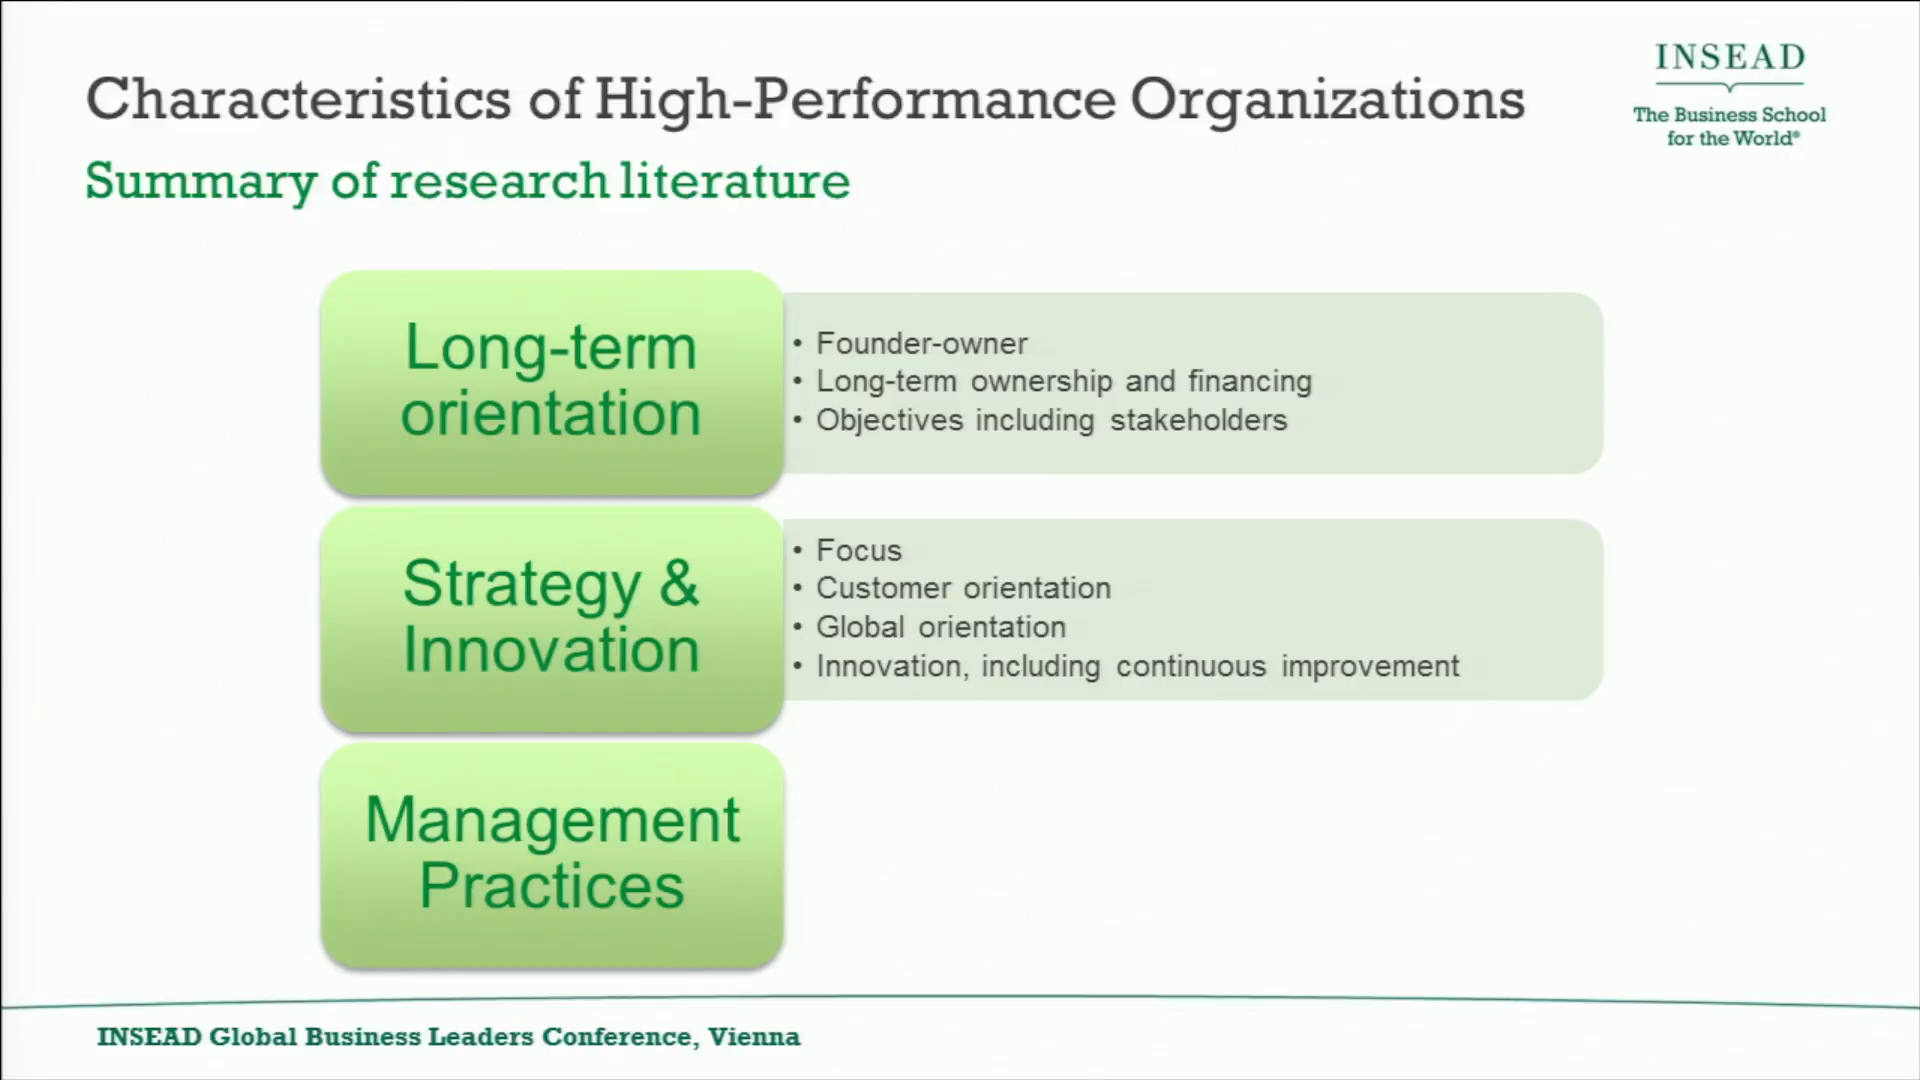 Characteristics of High-Performance Organizations
Summary of research literature
INSEAD
The Business School
for the World®
Long-term
orientation
• Founder-owner
• Long-term ownership and financing
• Objectives including stakeholders
Strategy &
Innovation
• Focus
• Customer orientation
• Global orientation
• Innovation, including continuous improvement
Management
Practices
INSEAD Global Business Leaders Conference, Vienna